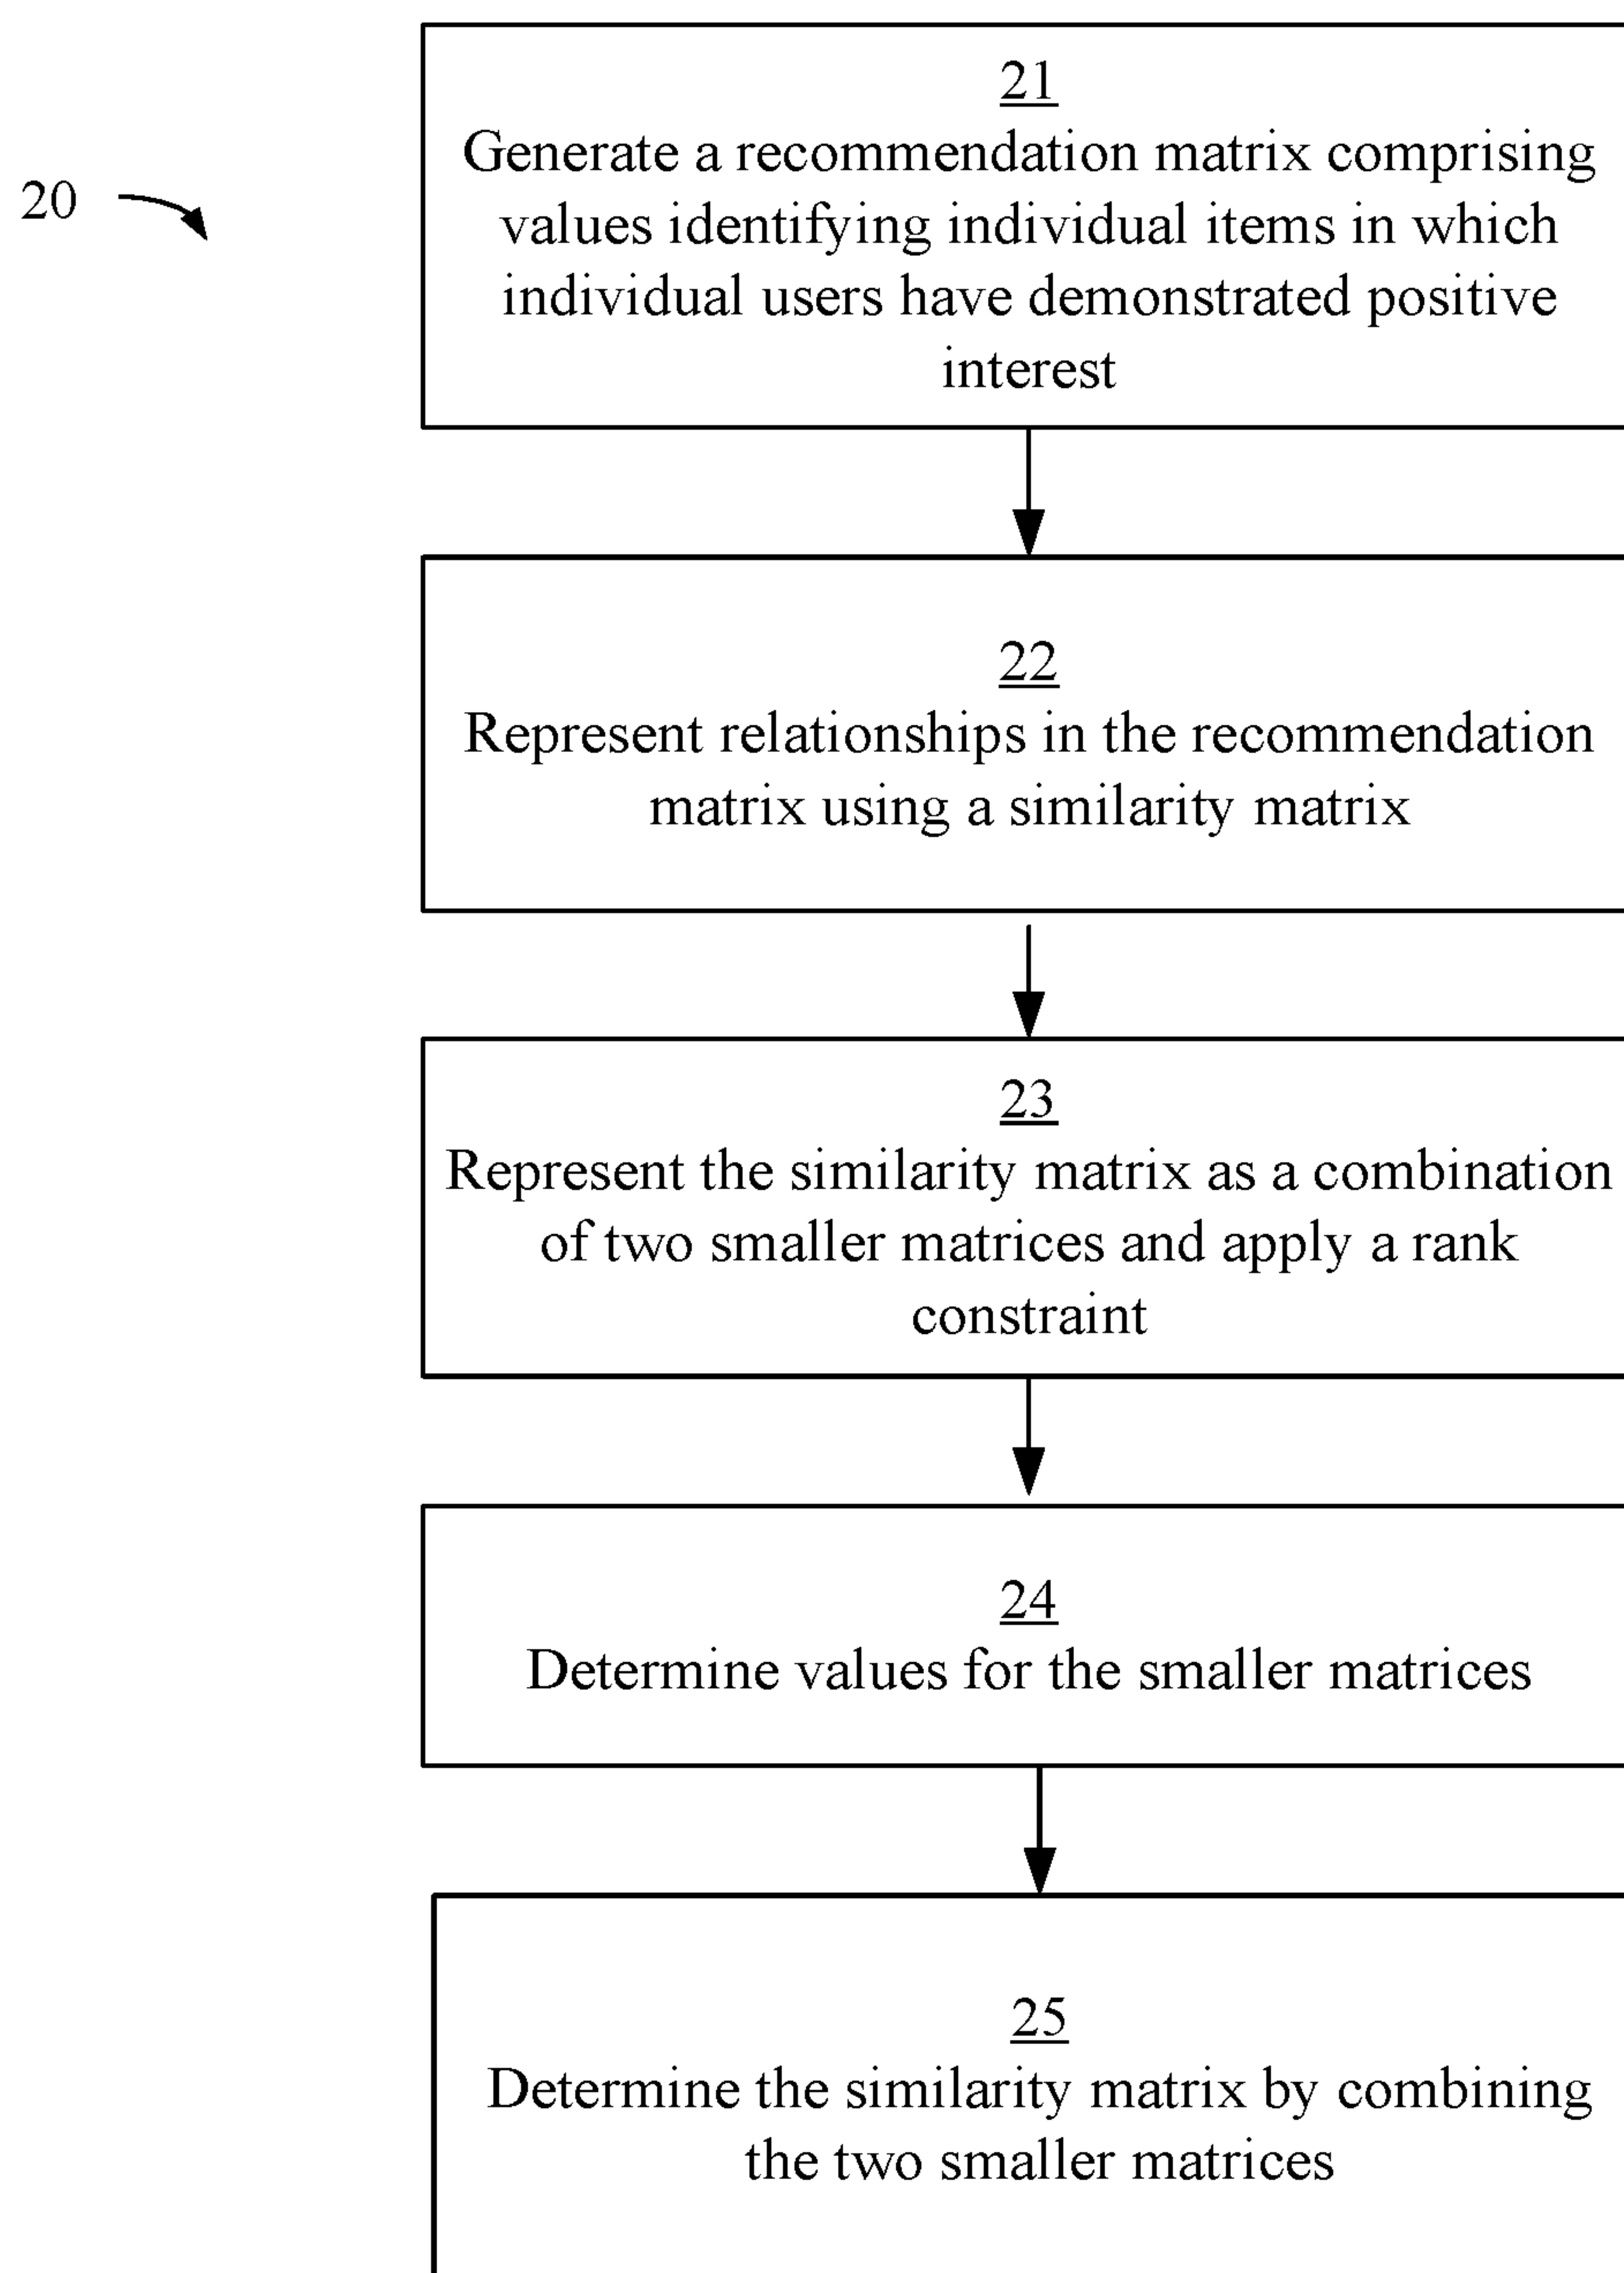 20
21
Generate a recommendation matrix comprising
values identifying individual items in which
individual users have demonstrated positive
interest
22
Represent relationships in the recommendation
matrix using a similarity matrix
23
Represent the similarity matrix as a combination
of two smaller matrices and apply a rank
constraint
24
Determine values for the smaller matrices
25
Determine the similarity matrix by combining
the two smaller matrices